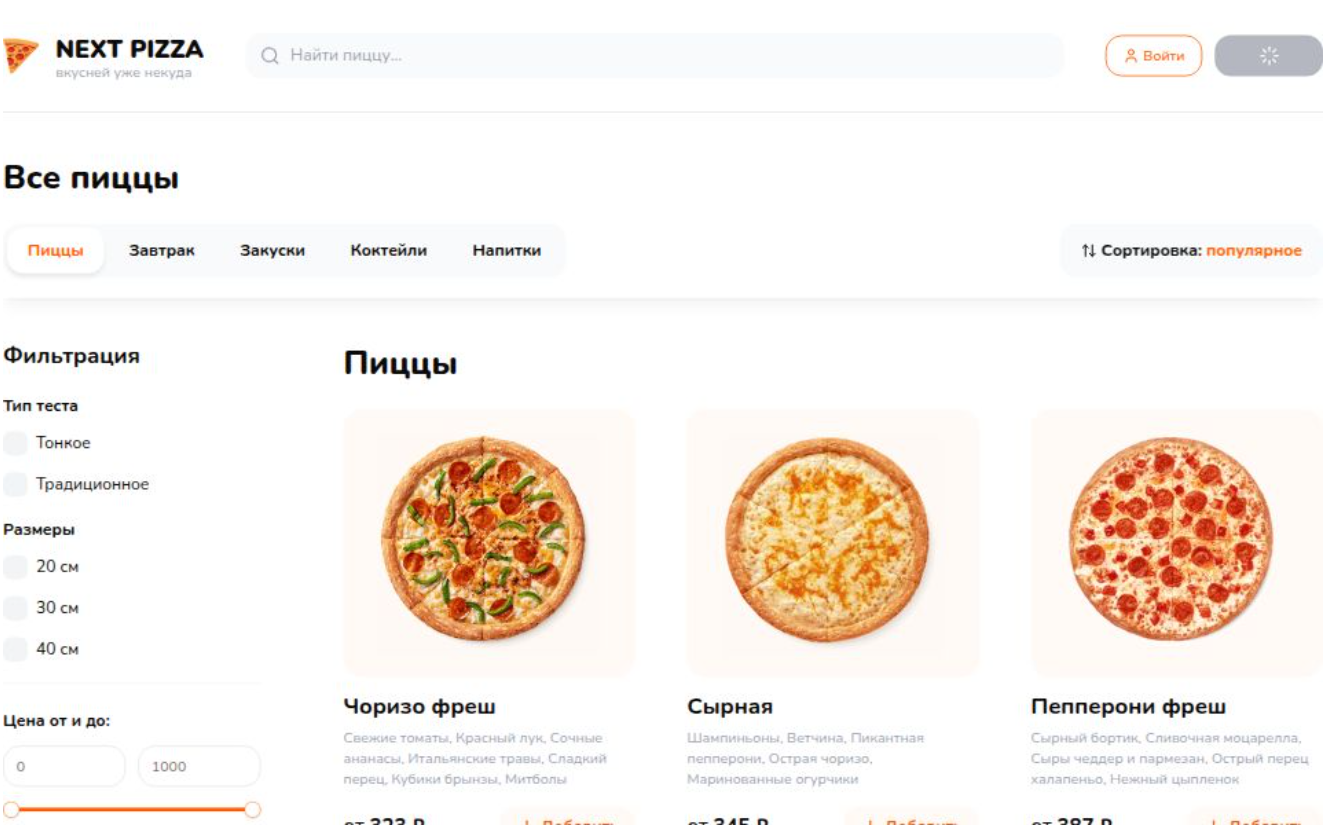 NEXT PIZZA
вкусней уже некуда
Найти пиццу...
Войти
Все пиццы
Пиццы Завтрак Закуски Коктейли Напитки
Сортировка: популярное
Фильтрация
Тип теста
Тонкое
Традиционное
Размеры
20 см
30 см
40 см
Цена от и до:
0 1000
Пиццы
Чоризо фреш
Свежие томаты, Красный лук, Сочные
ананасы, Итальянские травы, Сладкий
перец, Кубики брынзы, Митболы
от 323 ₽ + Добавить
Сырная
Шампиньоны, Ветчина, Пикантная
пепперони, Острая чоризо,
Маринованные огурчики
от 345 ₽ + Добавить
Пепперони фреш
Сырный бортик, Сливочная моцарелла,
Сыры чеддер и пармезан, Острый перец
халапеньо, Нежный цыпленок
от 387 ₽ + Добавить